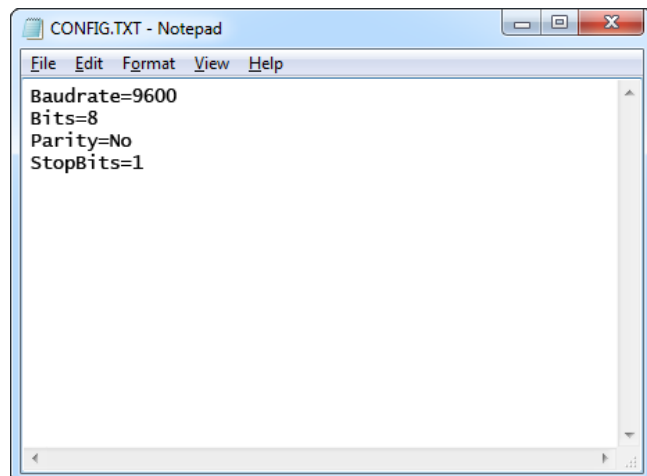 CONFIG.TXT - Notepad
File Edit Format View Help
Baudrate=9600
Bits=8
Parity=No
StopBits=1